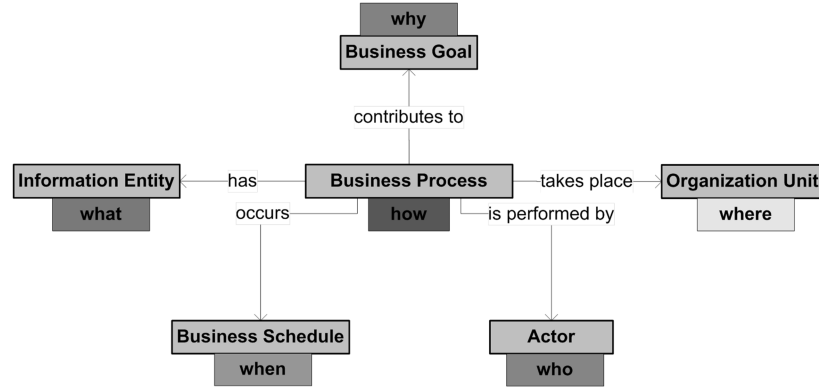 why
Business Goal
contributes to
Information Entity
has
Business Process
takes place
Organization Unit
what
occurs
how
is performed by
where
Business Schedule
Actor
when
who